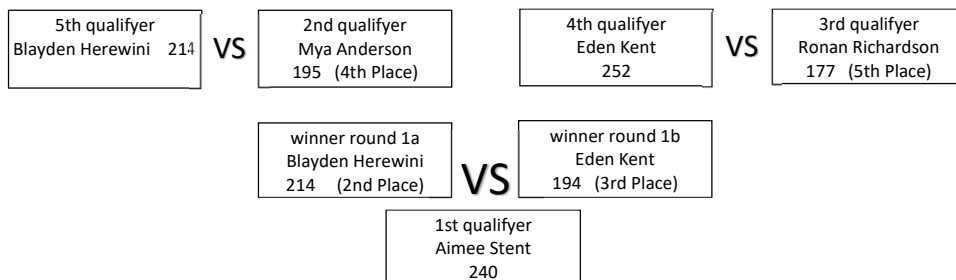 5th qualifyer
Blayden Herewini 214
VS
2nd qualifyer
Mya Anderson
195 (4th Place)
4th qualifyer
Eden Kent
252
VS
3rd qualifyer
Ronan Richardson
177 (5th Place)
winner round 1a
Blayden Herewini
214 (2nd Place)
VS
winner round 1b
Eden Kent
194 (3rd Place)
1st qualifyer
Aimee Stent
240